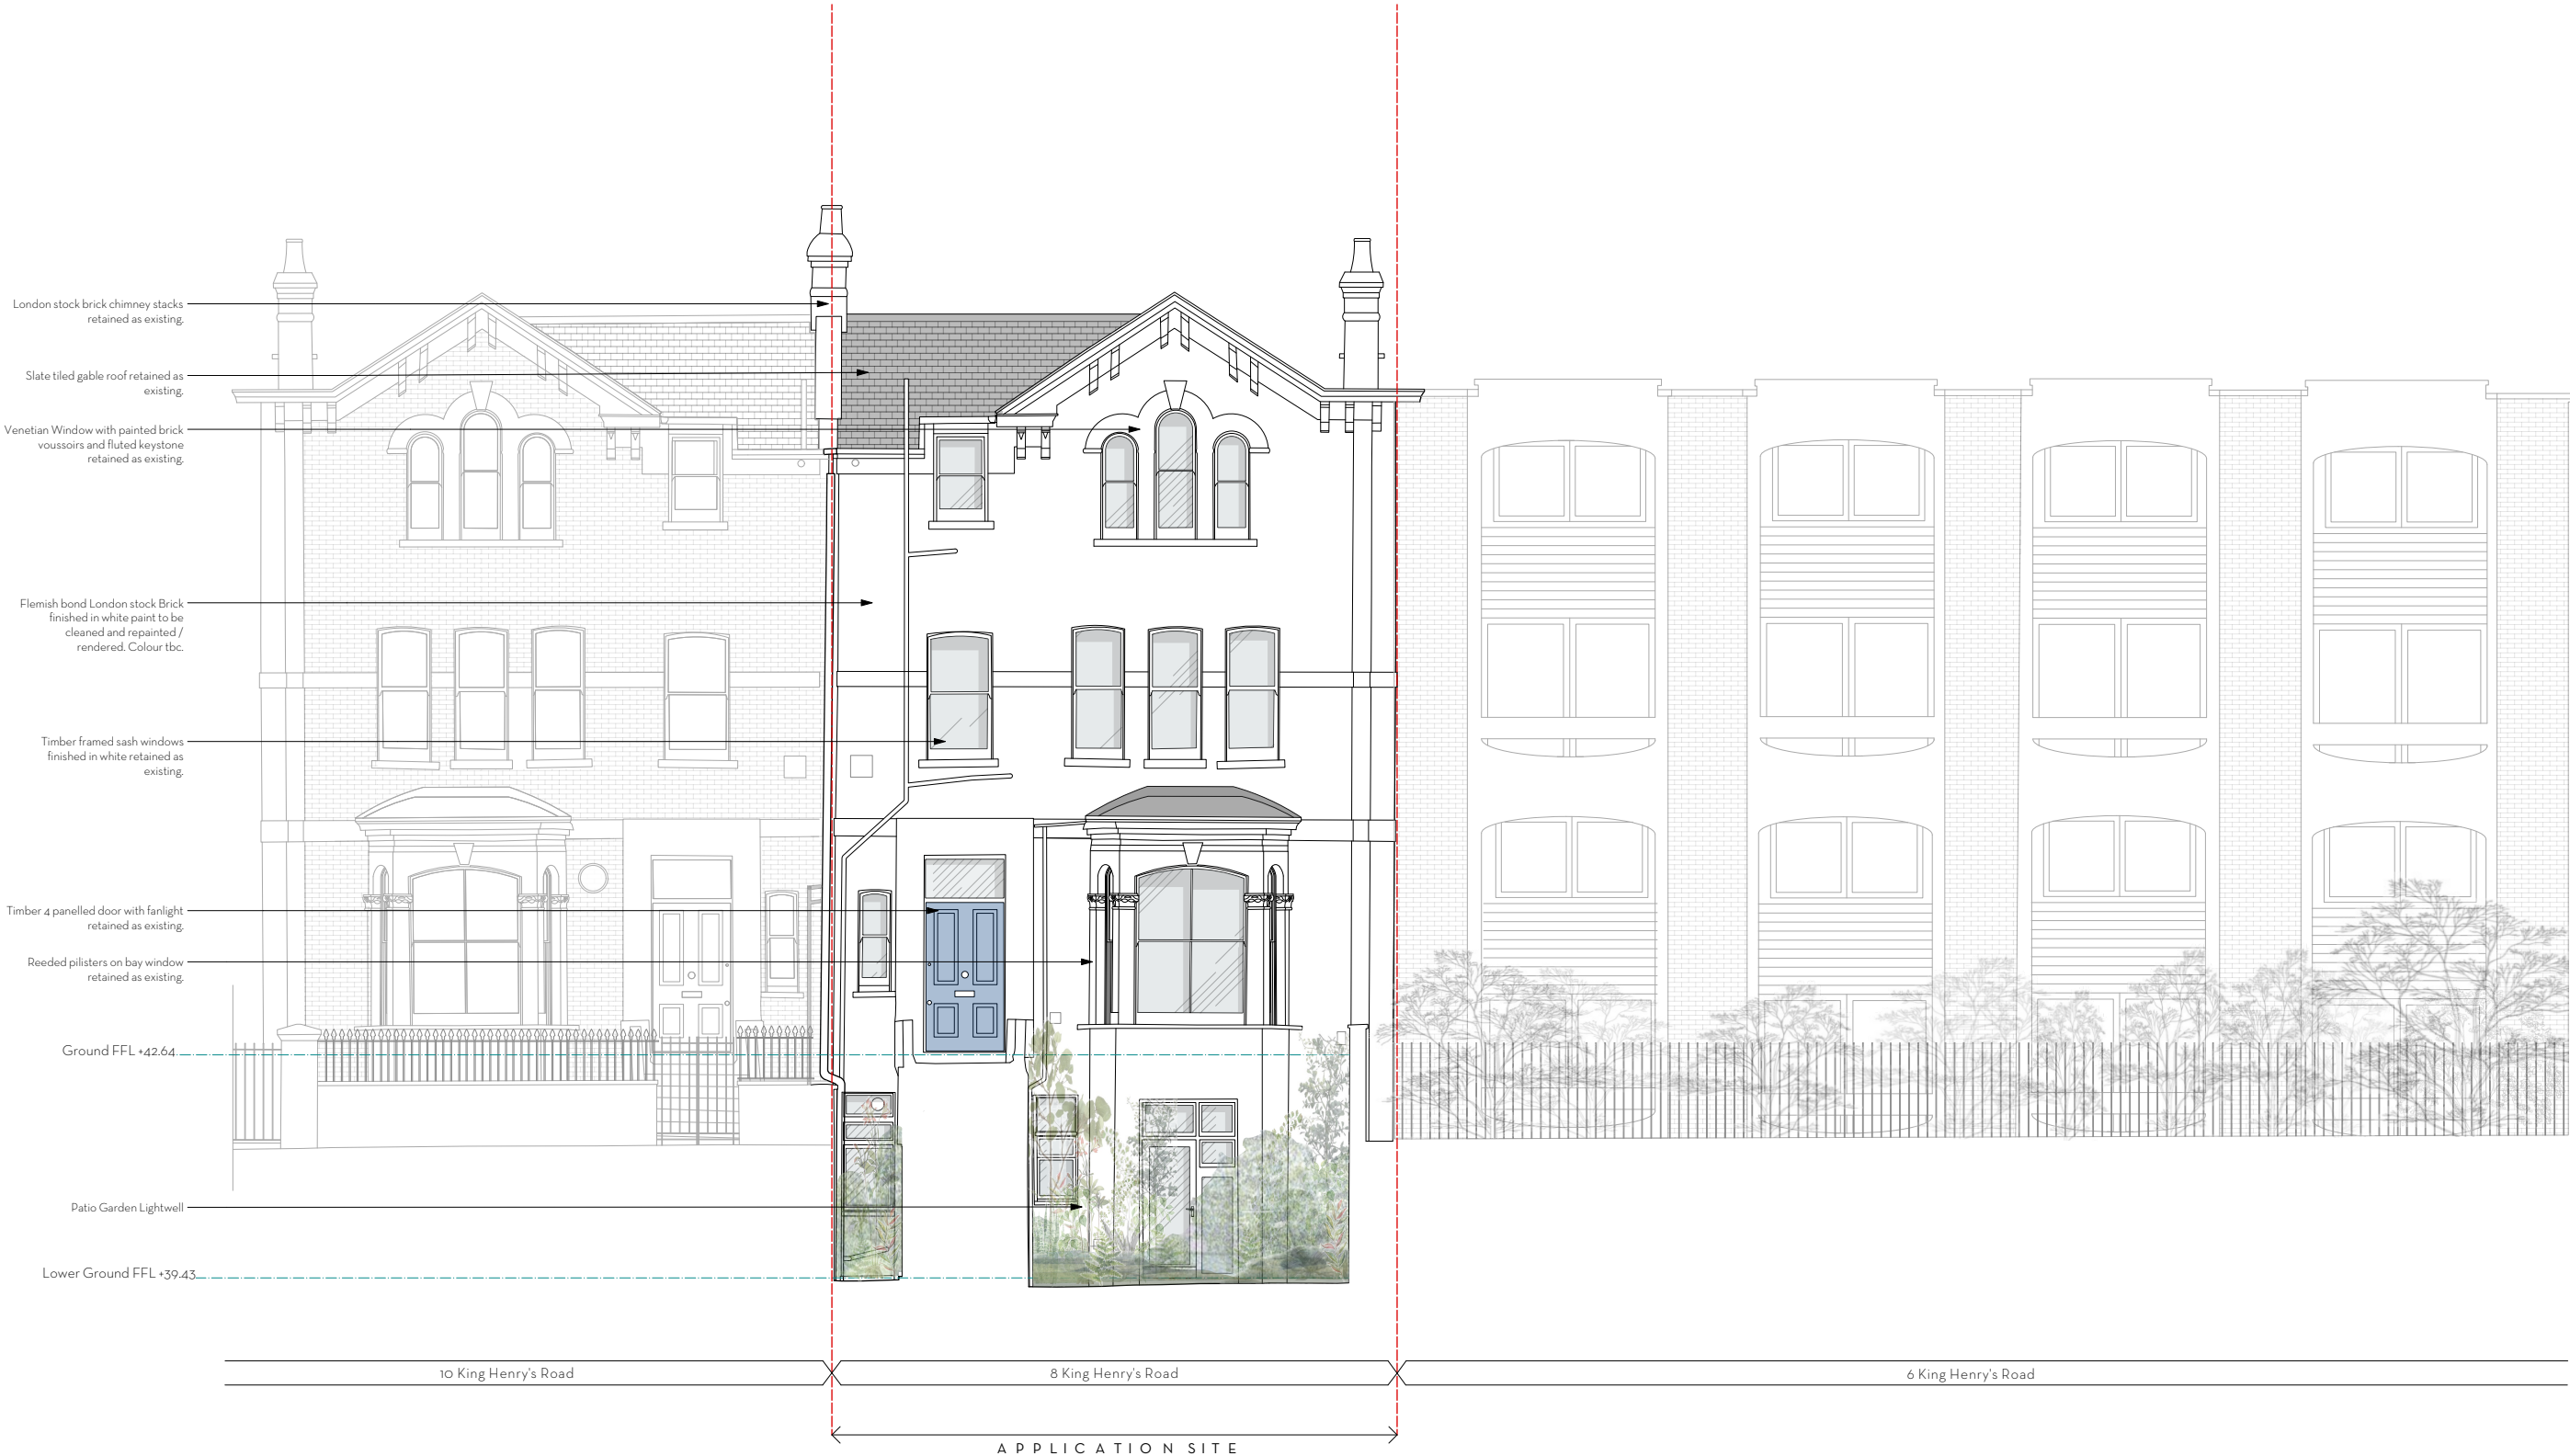 London stock brick chimney stacks
retained as existing.
Slate tiled gable roof retained as
existing.
Venetian Window with painted brick
voussoirs and fluted keystone
retained as existing.
Flemish bond London stock Brick
finished in white paint to be
cleaned and repainted /
rendered. Colour tbc.
Timber framed sash windows
finished in white retained as
existing.
Timber 4 panelled door with fanlight
retained as existing.
Reeded pilisters on bay window
retained as existing.
Ground FFL +42.64
Patio Garden Lightwell
Lower Ground FFL +39.43
10 King Henry's Road
8 King Henry's Road
6 King Henry's Road
APPLICATION SITE